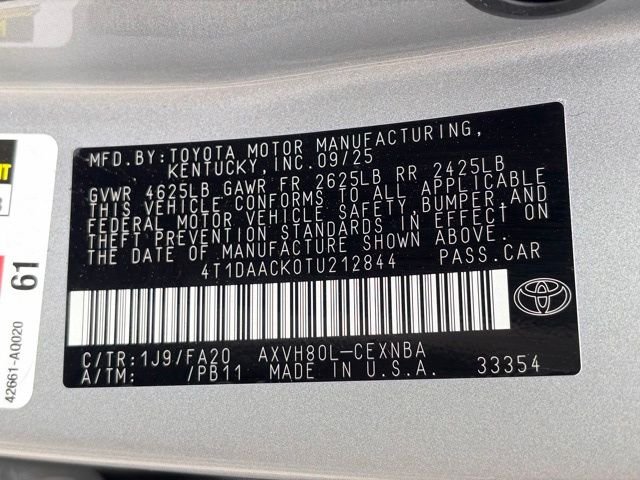 MFD.BY:TOYOTA MOTOR MANUFACTURING,
KENTUCKY,INC.09/25
GVWR 4625LB GAWR FR 2625LB RR 2425LB
THIS VEHICLE CONFORMS TO ALL APPLICABLE
FEDERAL MOTOR VEHICLE SAFETY,BUMPER,AND
THEFT PREVENTION STANDARDS IN EFFECT ON
THE DATE OF MANUFACTURE SHOWN ABOVE.
4T1DAACK0TU212844 PASS.CAR
C/TR:1J9/FA20 AXVH80L-CEXNBA
A/TM: /PB11 MADE IN U.S.A. 33354
61
42661-A0020